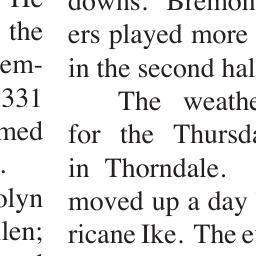 He
the
em-
331
med
.
olyn
len;
downs. Bremon
ers played more
in the second hal
The weathe
for the Thursda
in Thorndale.
moved up a day
ricane Ike. The e